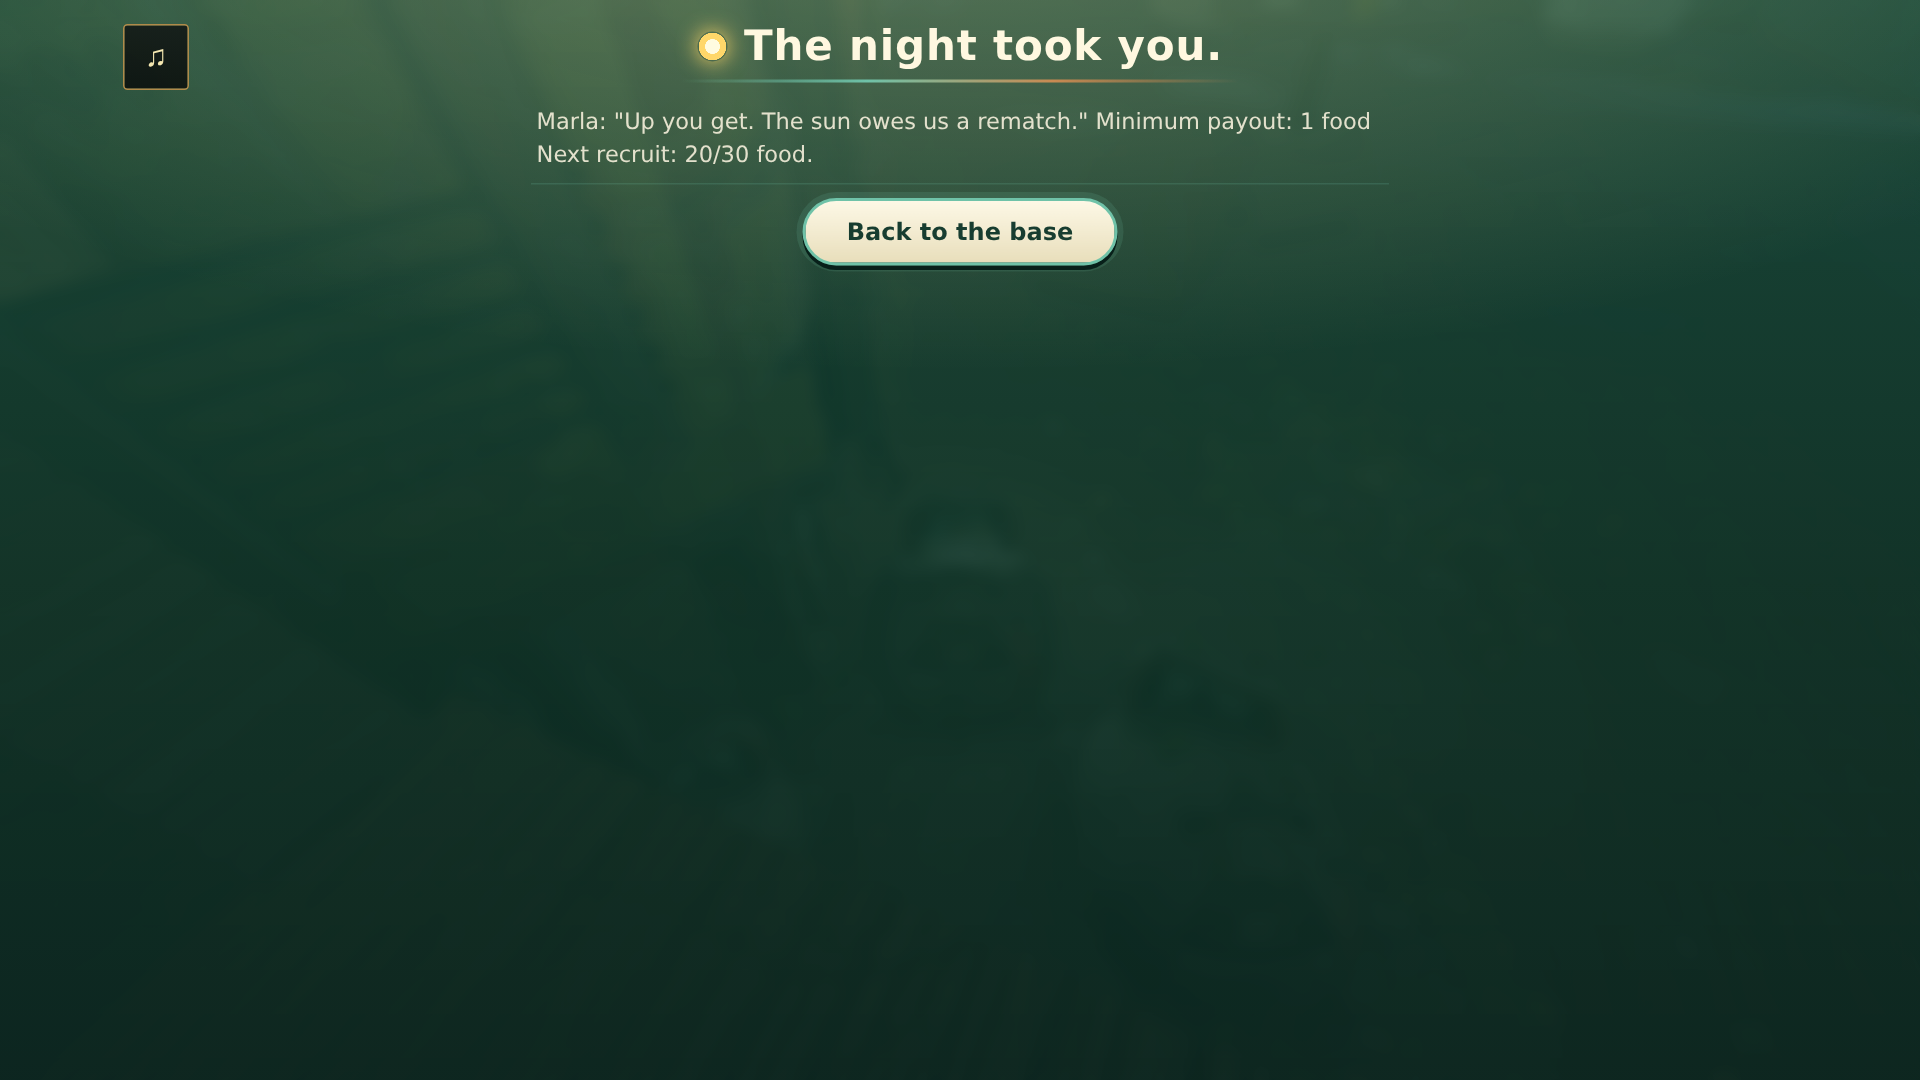 ♫
The night took you.
Marla: "Up you get. The sun owes us a rematch." Minimum payout: 1 food
Next recruit: 20/30 food.
Back to the base